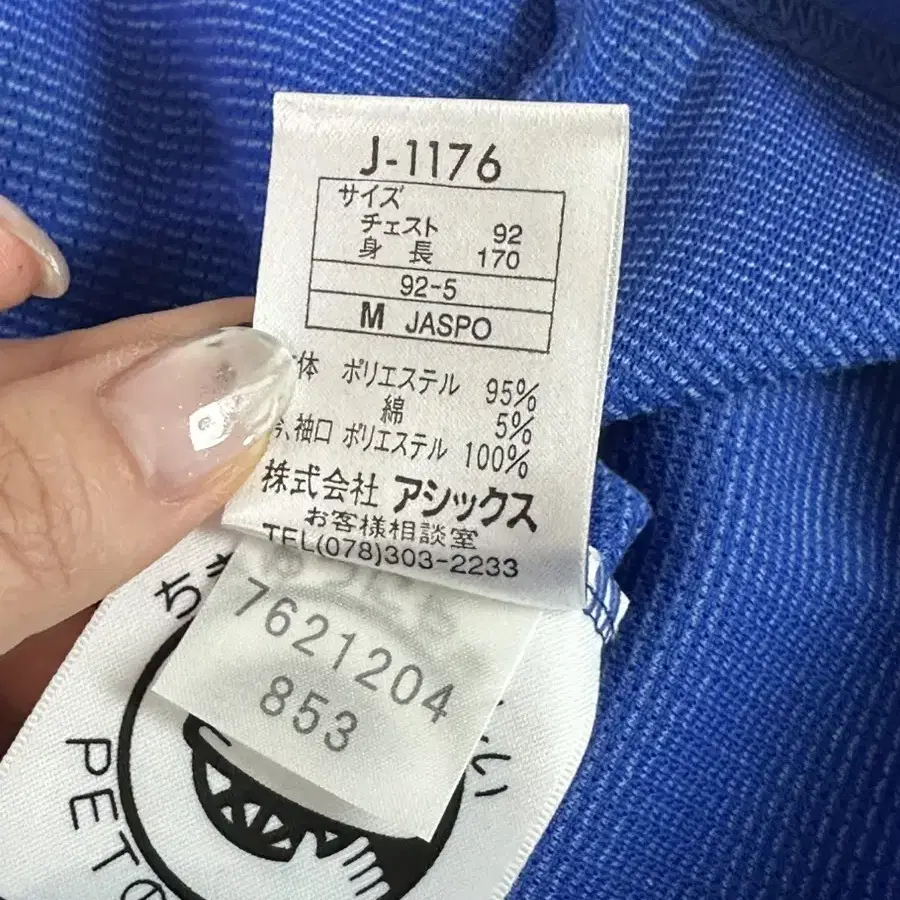 J-1176
サイズ
チェスト 92
身長 170
92-5
M JASPO
体 ポリエステル 95%
綿 5%
袖口 ポリエステル 100%
株式会社 アシックス
お客様相談室
TEL(078)303-2233
7621204
853
PET